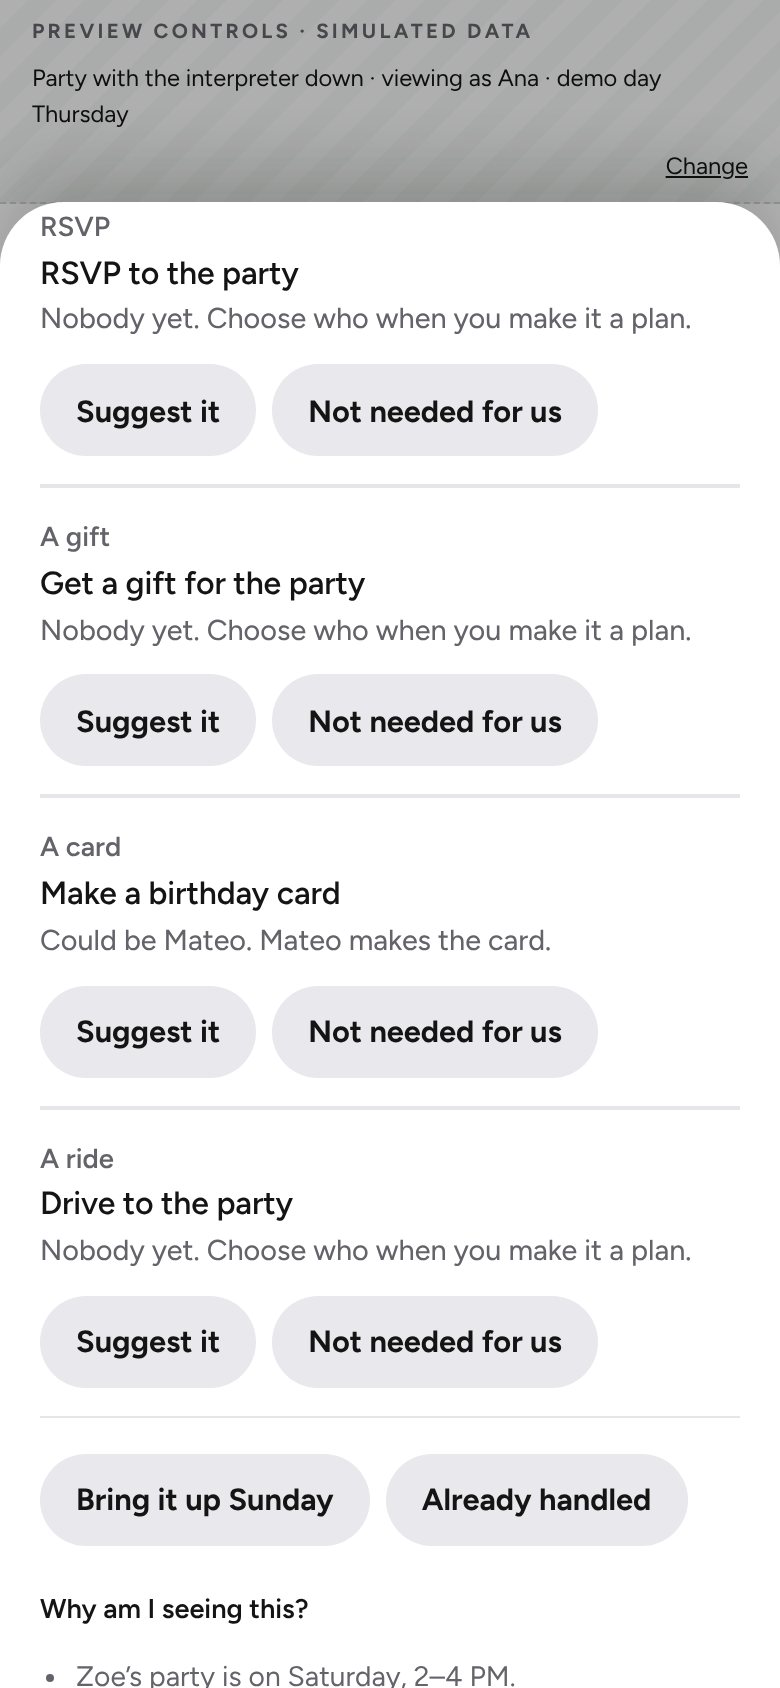 PREVIEW CONTROLS · SIMULATED DATA
Party with the interpreter down · viewing as Ana · demo day
Thursday
Change
RSVP
RSVP to the party
Nobody yet. Choose who when you make it a plan.
Suggest it
Not needed for us
A gift
Get a gift for the party
Nobody yet. Choose who when you make it a plan.
Suggest it
Not needed for us
A card
Make a birthday card
Could be Mateo. Mateo makes the card.
Suggest it
Not needed for us
A ride
Drive to the party
Nobody yet. Choose who when you make it a plan.
Suggest it
Not needed for us
Bring it up Sunday
Already handled
Why am I seeing this?
• Zoe’s party is on Saturday, 2–4 PM.